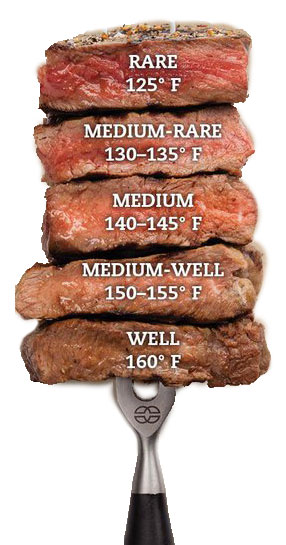 RARE
125° F
MEDIUM-RARE
130–135° F
MEDIUM
140–145° F
MEDIUM-WELL
150–155° F
WELL
160° F